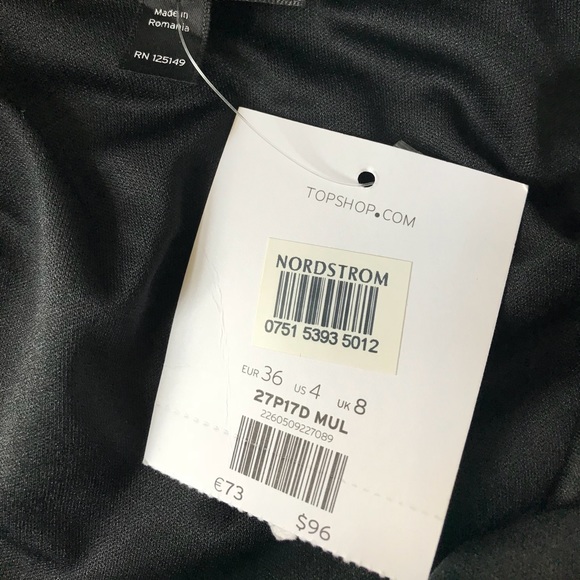 Made in
Romania
RN 125149
TOPSHOP.COM
NORDSTROM
0751 5393 5012
EUR 36 US 4 UK 8
27P17D MUL
2260509227089
€73 $96